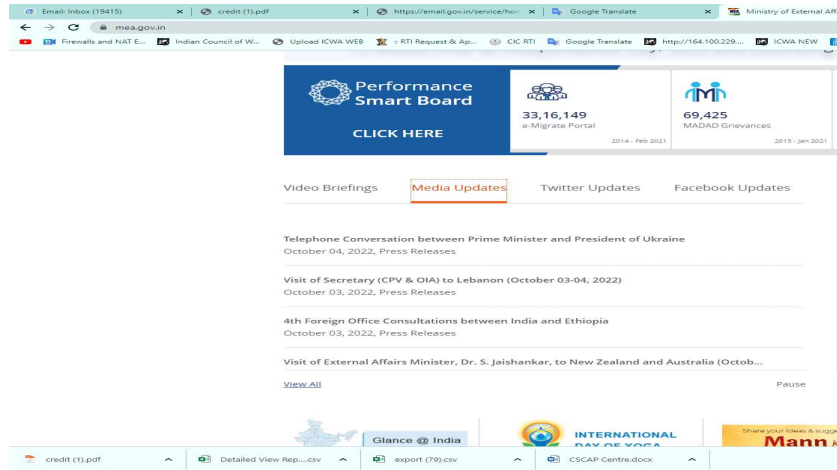 Email: Inbox (19415)
credit (1).pdf
https://email.gov.in/service/hom
Google Translate
Ministry of External Aff
mea.gov.in
Firewalls and NAT E...
Indian Council of W...
Upload ICWA WEB
:: RTI Request & Ap...
CIC RTI
Google Translate
http://164.100.229....
ICWA NEW
Performance
Smart Board
CLICK HERE
33,16,149
e-Migrate Portal
2014 - Feb 2021
69,425
MADAD Grievances
2015 - Jan 2021
Video Briefings
Media Updates
Twitter Updates
Facebook Updates
Telephone Conversation between Prime Minister and President of Ukraine
October 04, 2022, Press Releases
Visit of Secretary (CPV & OIA) to Lebanon (October 03-04, 2022)
October 03, 2022, Press Releases
4th Foreign Office Consultations between India and Ethiopia
October 03, 2022, Press Releases
Visit of External Affairs Minister, Dr. S. Jaishankar, to New Zealand and Australia (Octob...
View All
Pause
Glance @ India
INTERNATIONAL
DAY OF YOGA
Share your ideas & sugge
Mann K
credit (1).pdf
Detailed View Rep....csv
export (79).csv
CSCAP Centre.docx